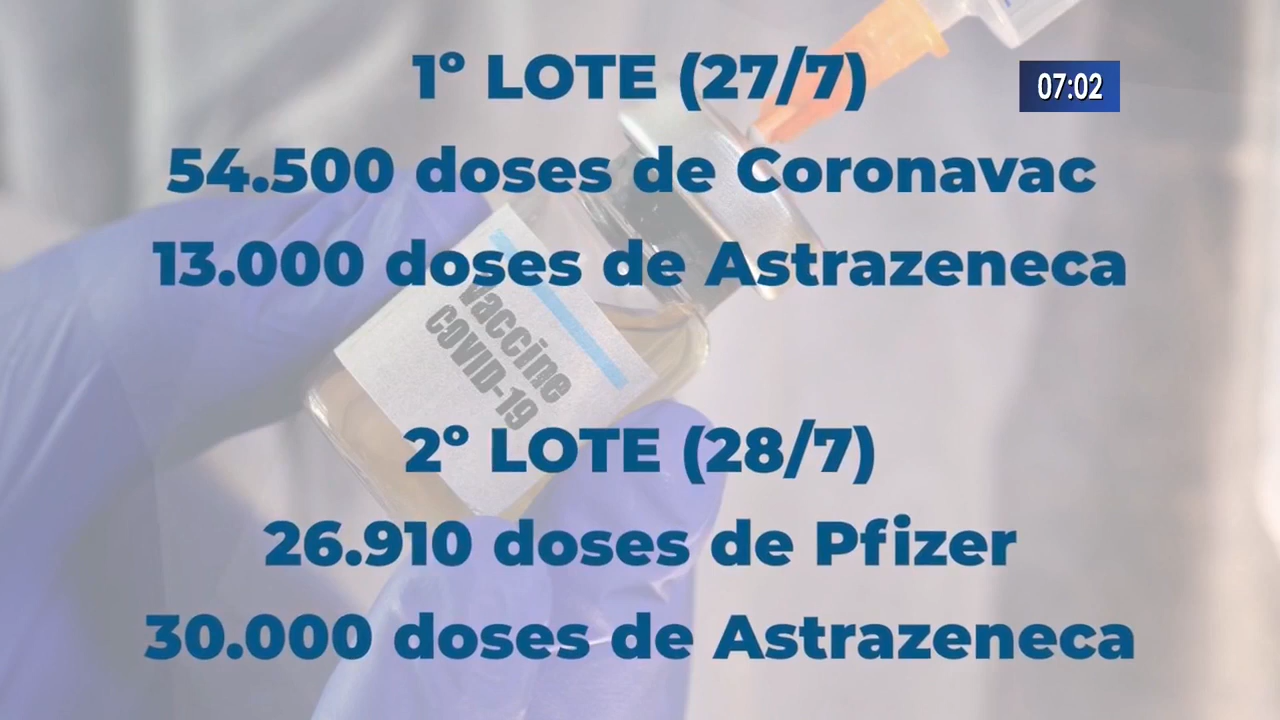 1º LOTE (27/7)
07:02
54.500 doses de Coronavac
13.000 doses de Astrazeneca
Vaccine
COVID-19
2º LOTE (28/7)
26.910 doses de Pfizer
30.000 doses de Astrazeneca